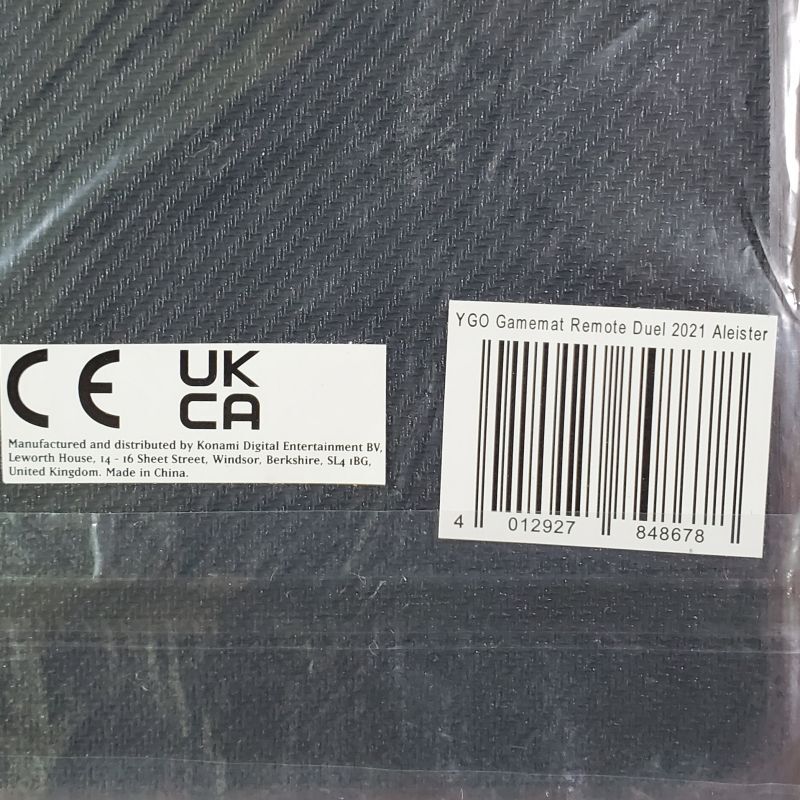 CE UK
CA
Manufactured and distributed by Konami Digital Entertainment BV,
Leworth House, 14 - 16 Sheet Street, Windsor, Berkshire, SL4 1BG,
United Kingdom. Made in China.
YGO Gamemat Remote Duel 2021 Aleister
4 012927 848678